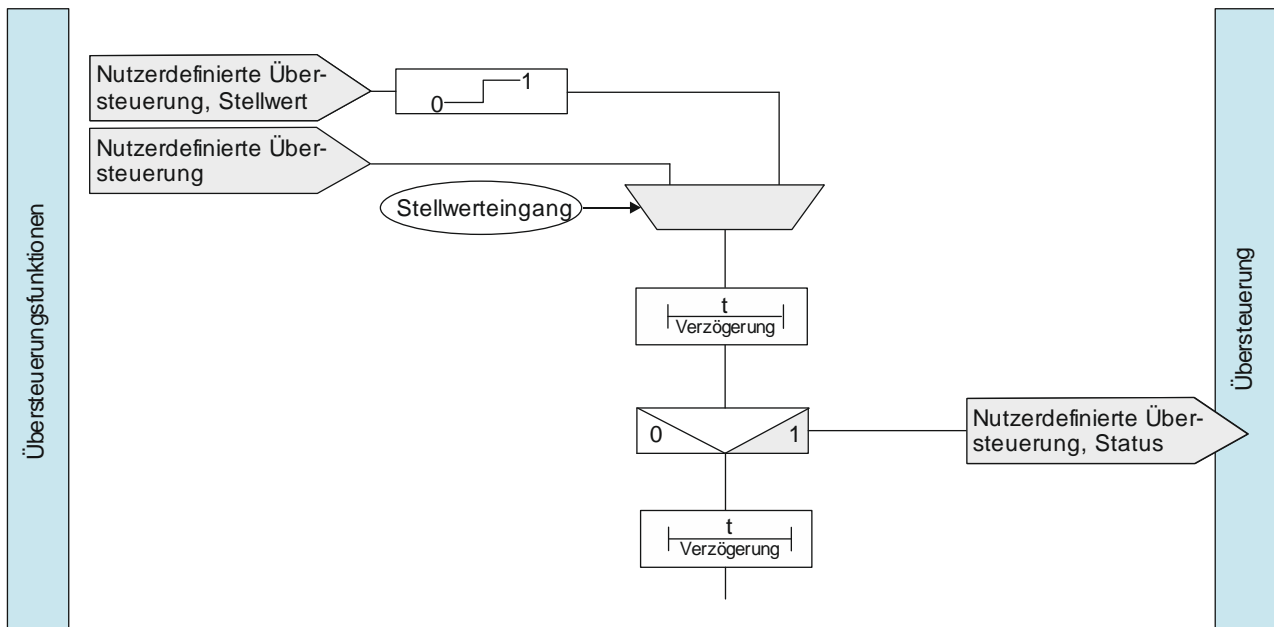 Übersteuerungsfunktionen
Nutzerdefinierte Über-
steuerung, Stellwert
0
1
Nutzerdefinierte Über-
steuerung
Stellwerteingang
t
Verzögerung
0
1
Nutzerdefinierte Über-
steuerung, Status
t
Verzögerung
Übersteuerung